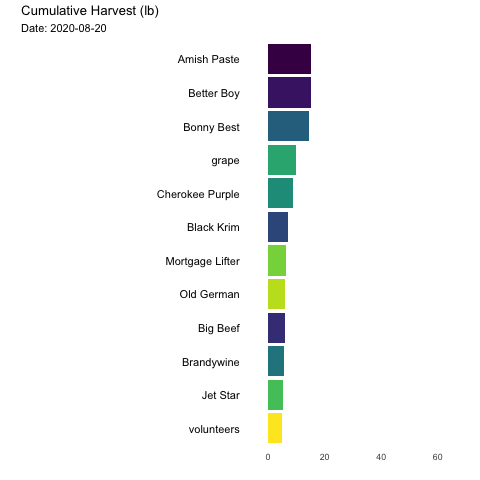 Cumulative Harvest (lb)
Date: 2020-08-20
Amish Paste
Better Boy
Bonny Best
grape
Cherokee Purple
Black Krim
Mortgage Lifter
Old German
Big Beef
Brandywine
Jet Star
volunteers
0 20 40 60